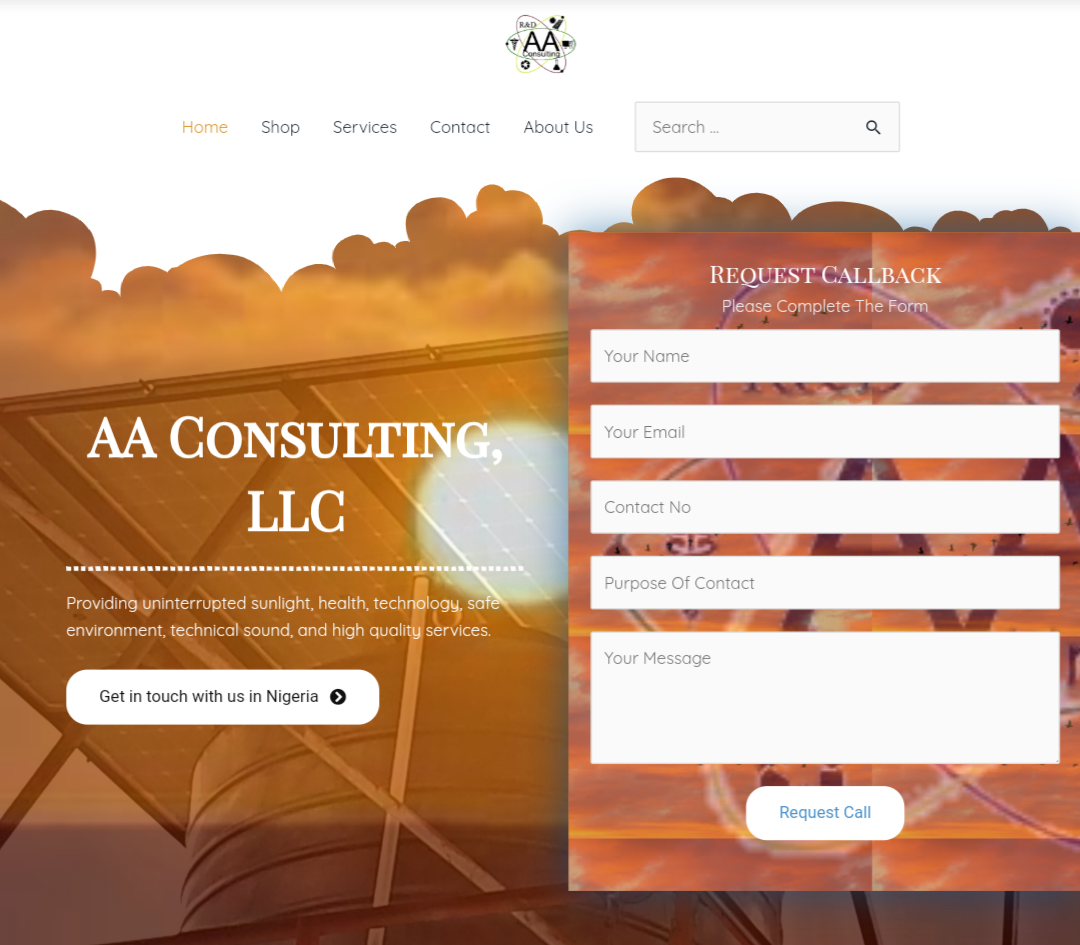 R&D
AA
Consulting
Home
Shop
Services
Contact
About Us
Search ...
AA Consulting,
LLC
Providing uninterrupted sunlight, health, technology, safe
environment, technical sound, and high quality services.
Get in touch with us in Nigeria
Request Callback
Please Complete The Form
Your Name
Your Email
Contact No
Purpose Of Contact
Your Message
Request Call